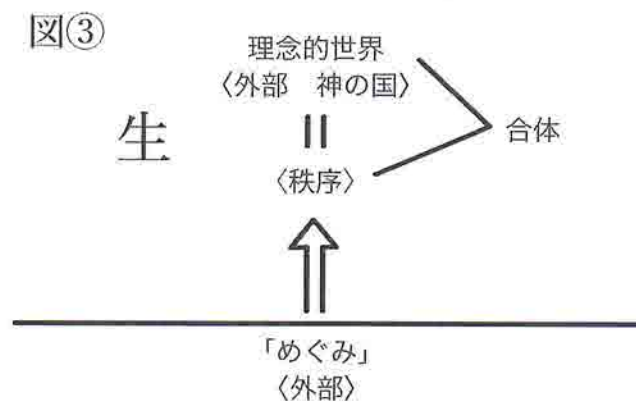 図③
理念的世界
〈外部　神の国〉
生
合体
〈秩序〉
「めぐみ」
〈外部〉